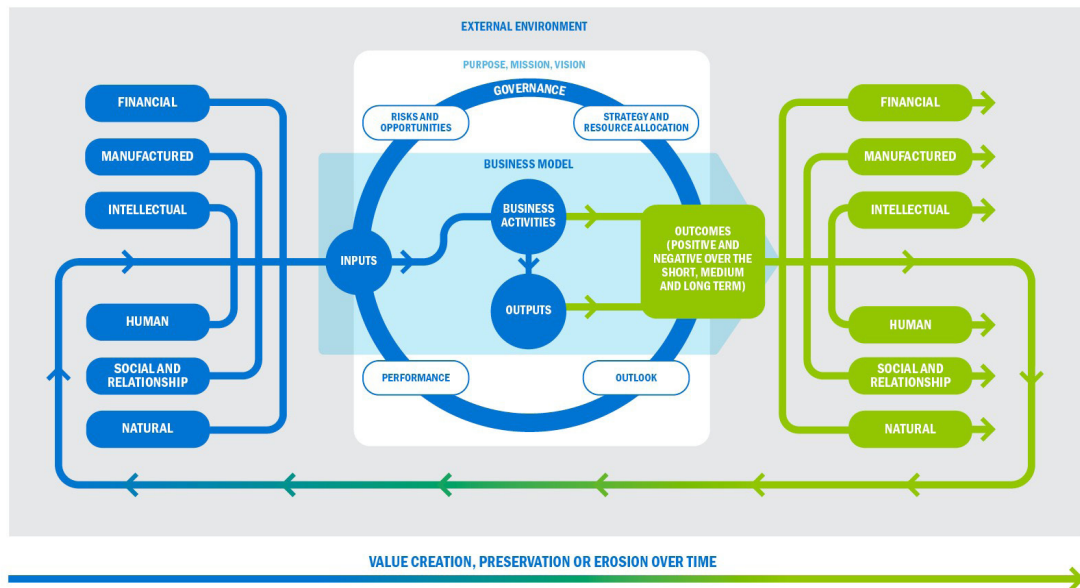 EXTERNAL ENVIRONMENT
PURPOSE, MISSION, VISION
GOVERNANCE
FINANCIAL
MANUFACTURED
INTELLECTUAL
HUMAN
SOCIAL AND
RELATIONSHIP
NATURAL
RISKS AND
OPPORTUNITIES
STRATEGY AND
RESOURCE ALLOCATION
BUSINESS MODEL
INPUTS
BUSINESS
ACTIVITIES
OUTPUTS
OUTCOMES
(POSITIVE AND
NEGATIVE OVER THE
SHORT, MEDIUM
AND LONG TERM)
PERFORMANCE
OUTLOOK
FINANCIAL
MANUFACTURED
INTELLECTUAL
HUMAN
SOCIAL AND
RELATIONSHIP
NATURAL
VALUE CREATION, PRESERVATION OR EROSION OVER TIME